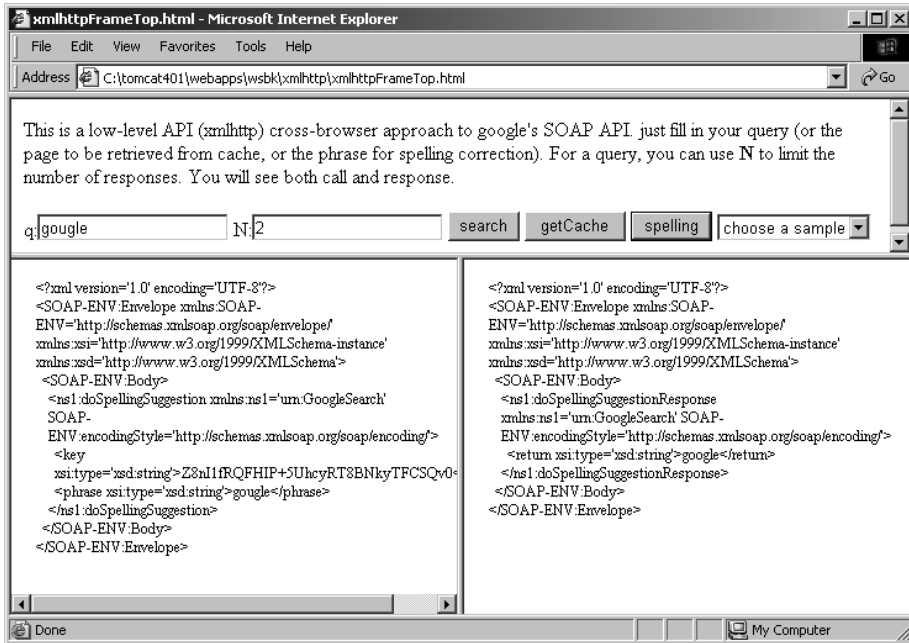 xmlhttpFrameTop.html - Microsoft Internet Explorer
File Edit View Favorites Tools Help
Address C:\tomcat401\webapps\wsbk\xmlhttp\xmlhttpFrameTop.html Go
This is a low-level API (xmlhttp) cross-browser approach to google's SOAP API. just fill in your query (or the
page to be retrieved from cache, or the phrase for spelling correction). For a query, you can use N to limit the
number of responses. You will see both call and response.
q: gougle N: 2 search getCache spelling choose a sample
<?xml version='1.0' encoding='UTF-8'?>
<SOAP-ENV:Envelope xmlns:SOAP-
ENV='http://schemas.xmlsoap.org/soap/envelope/'
xmlns:xsi='http://www.w3.org/1999/XMLSchema-instance'
xmlns:xsd='http://www.w3.org/1999/XMLSchema'>
<SOAP-ENV:Body>
<ns1:doSpellingSuggestion xmlns:ns1='urn:GoogleSearch'
SOAP-
ENV:encodingStyle='http://schemas.xmlsoap.org/soap/encoding/'>
<key
xsi:type='xsd:string'>Z8nI1fRQFHIP+5UhcyRT8BNkyTFCSQv0<
<phrase xsi:type='xsd:string'>gougle</phrase>
</ns1:doSpellingSuggestion>
</SOAP-ENV:Body>
</SOAP-ENV:Envelope>
<?xml version='1.0' encoding='UTF-8'?>
<SOAP-ENV:Envelope xmlns:SOAP-
ENV='http://schemas.xmlsoap.org/soap/envelope/'
xmlns:xsi='http://www.w3.org/1999/XMLSchema-instance'
xmlns:xsd='http://www.w3.org/1999/XMLSchema'>
<SOAP-ENV:Body>
<ns1:doSpellingSuggestionResponse
xmlns:ns1='urn:GoogleSearch' SOAP-
ENV:encodingStyle='http://schemas.xmlsoap.org/soap/encoding/'>
<return xsi:type='xsd:string'>google</return>
</ns1:doSpellingSuggestionResponse>
</SOAP-ENV:Body>
</SOAP-ENV:Envelope>
Done My Computer